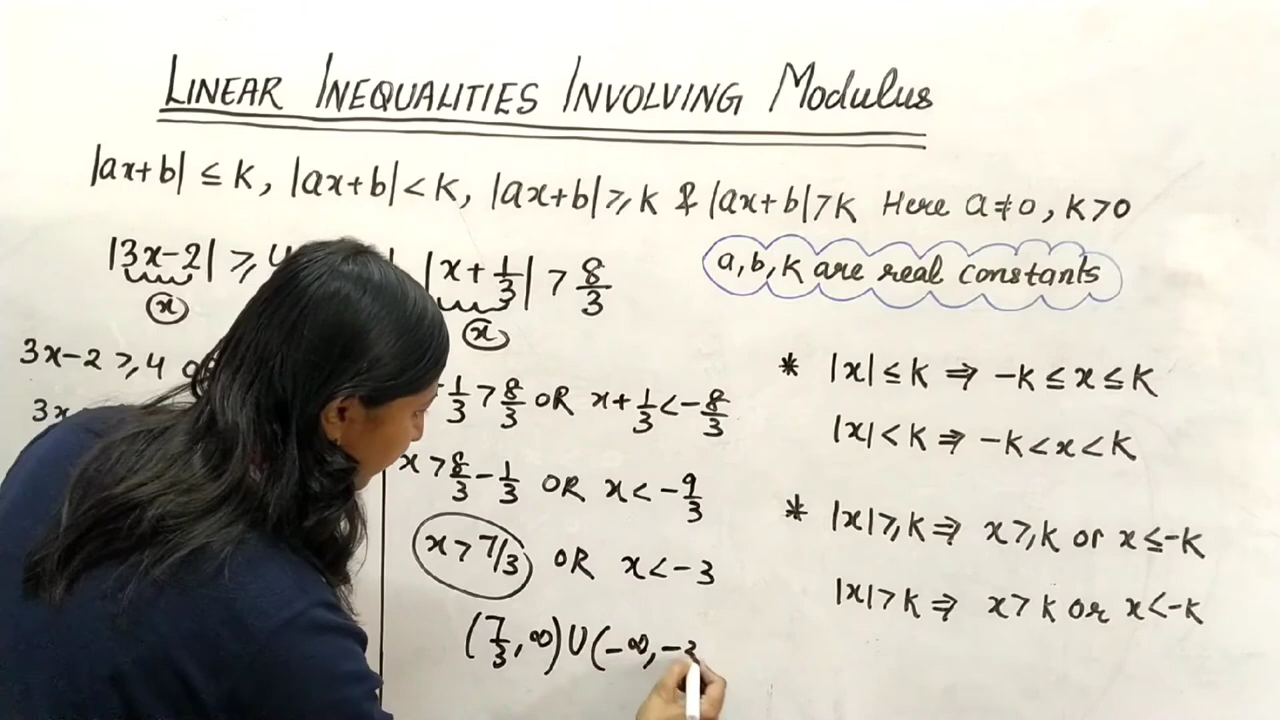 LINEAR INEQUALITIES INVOLVING Modulus
|ax+b| ≤ k, |ax+b| < k, |ax+b| ≥ k & |ax+b| > k Here a≠0, k>0
a, b, k are real constants
|3x-2| ≥ 4
x
3x-2 ≥ 4
3x
|x+1/3| > 8/3
x
1/3 > 8/3 OR x+1/3 < -8/3
x > 8/3 - 1/3 OR x < -9/3
x > 7/3 OR x < -3
(7/3, ∞) U (-∞, -3
* |x| ≤ k ⇒ -k ≤ x ≤ k
|x| < k ⇒ -k < x < k
* |x| ≥ k ⇒ x ≥ k or x ≤ -k
|x| > k ⇒ x > k or x < -k